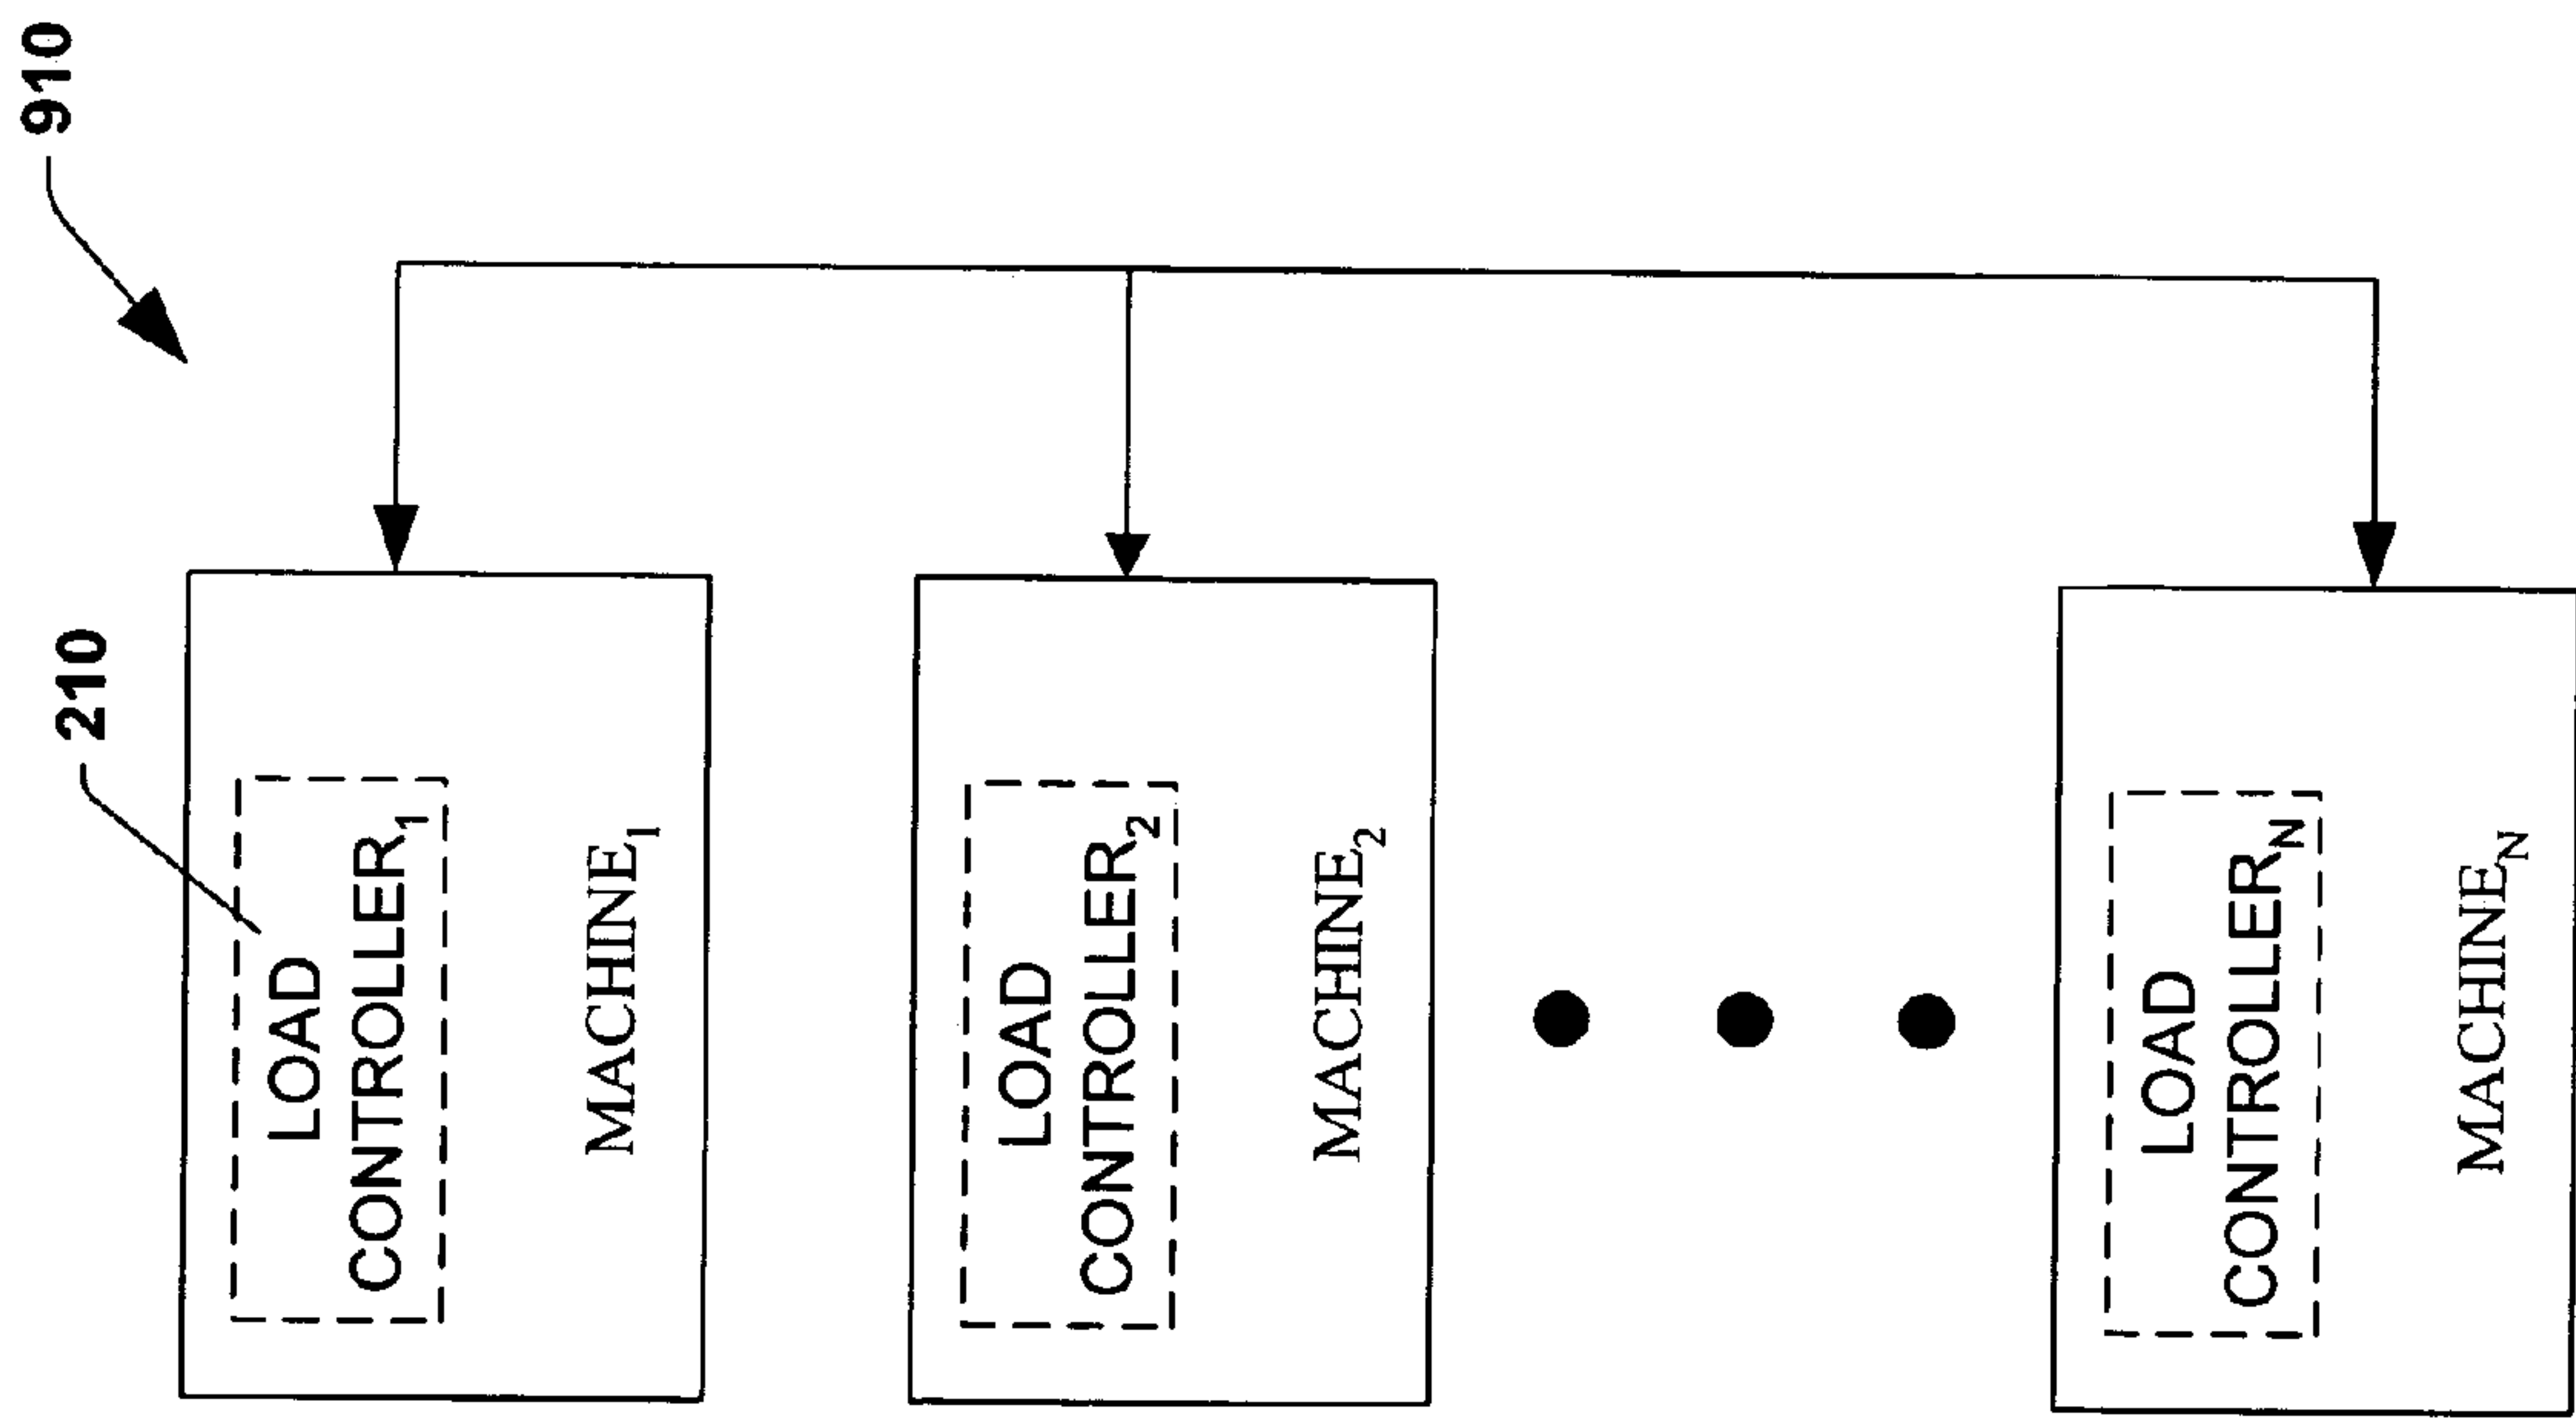 910
210
LOAD
CONTROLLER1
MACHINE1
LOAD
CONTROLLER2
MACHINE2
LOAD
CONTROLLERN
MACHINEN